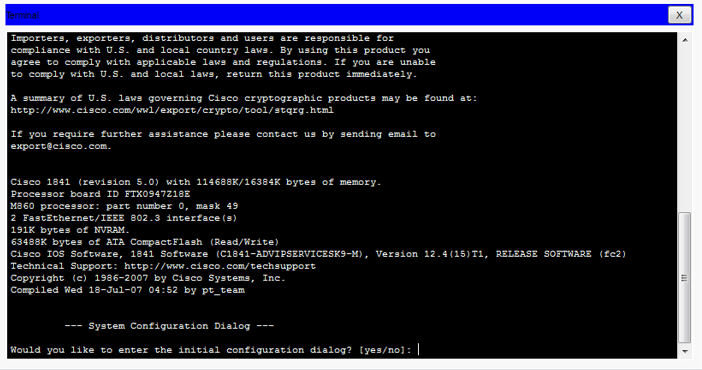 Terminal
X
Importers, exporters, distributors and users are responsible for
compliance with U.S. and local country laws. By using this product you
agree to comply with applicable laws and regulations. If you are unable
to comply with U.S. and local laws, return this product immediately.
A summary of U.S. laws governing Cisco cryptographic products may be found at:
http://www.cisco.com/wwl/export/crypto/tool/stqrg.html
If you require further assistance please contact us by sending email to
export@cisco.com.
Cisco 1841 (revision 5.0) with 114688K/16384K bytes of memory.
Processor board ID FTX0947Z18E
M860 processor: part number 0, mask 49
2 FastEthernet/IEEE 802.3 interface(s)
191K bytes of NVRAM.
63488K bytes of ATA CompactFlash (Read/Write)
Cisco IOS Software, 1841 Software (C1841-ADVIPSERVICESK9-M), Version 12.4(15)T1, RELEASE SOFTWARE (fc2)
Technical Support: http://www.cisco.com/techsupport
Copyright (c) 1986-2007 by Cisco Systems, Inc.
Compiled Wed 18-Jul-07 04:52 by pt_team
--- System Configuration Dialog ---
Would you like to enter the initial configuration dialog? [yes/no]: